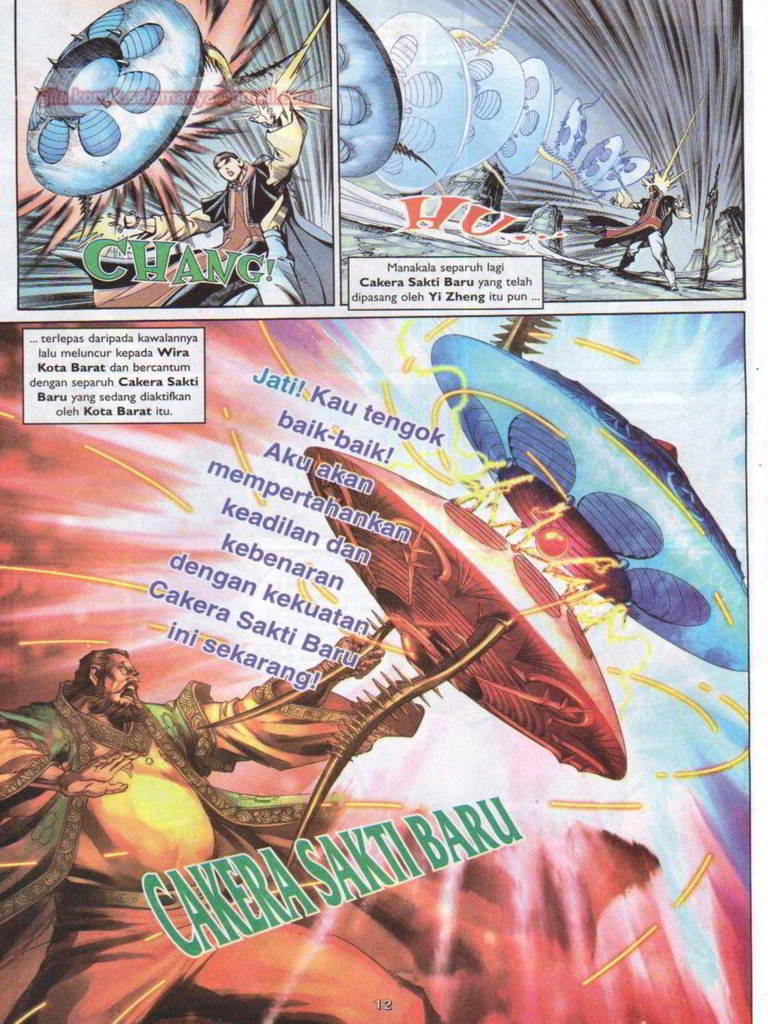 CHANG!
HU...
Manakala separuh lagi
Cakera Sakti Baru yang telah
dipasang oleh Yi Zheng itu pun ...
... terlepas daripada kawalannya
lalu meluncur kepada Wira
Kota Barat dan bercantum
dengan separuh Cakera Sakti
Baru yang sedang diaktifkan
oleh Kota Barat itu.
Jati! Kau tengok
baik-baik!
Aku akan
mempertahankan
keadilan dan
kebenaran
dengan kekuatan
Cakera Sakti Baru
ini sekarang!
CAKERA SAKTI BARU
12